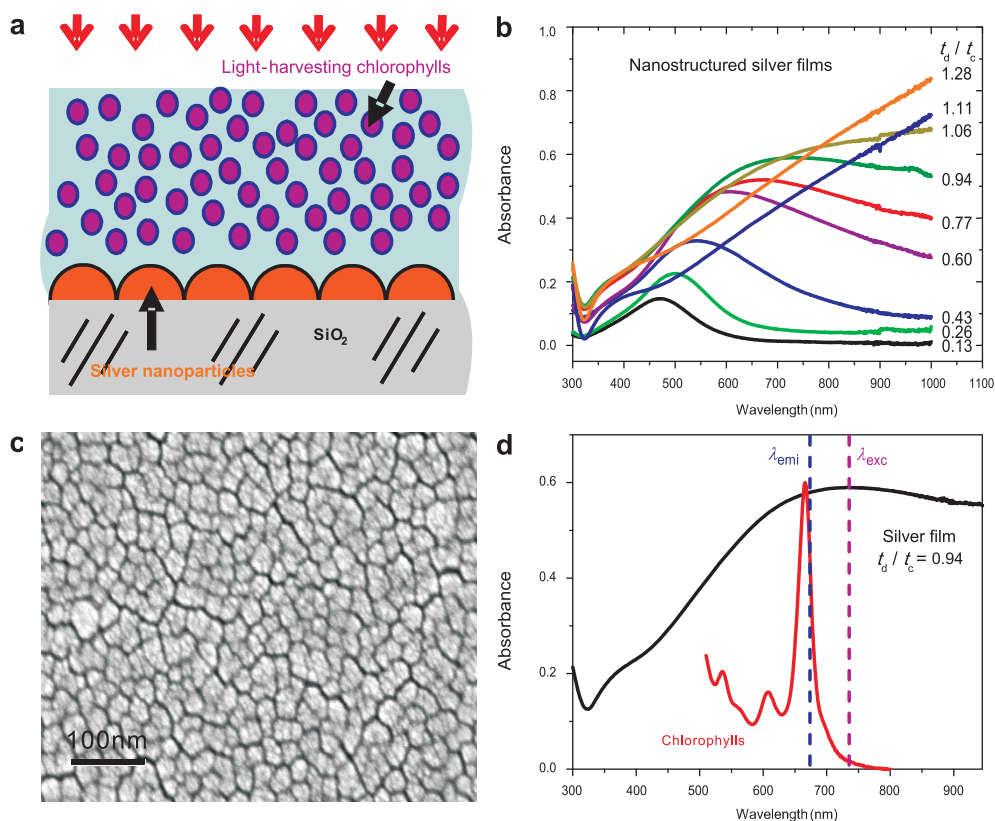 a
Light-harvesting chlorophylls
SiO2
Silver nanoparticles
b
Nanostructured silver films
td / tc
1.28
1.11
1.06
0.94
0.77
0.60
0.43
0.26
0.13
1.0
0.8
0.6
0.4
0.2
0.0
Absorbance
300 400 500 600 700 800 900 1000 1100
Wavelength (nm)
c
100nm
d
λemi
λexc
Silver film
td / tc = 0.94
Chlorophylls
0.6
0.4
0.2
0.0
Absorbance
300 400 500 600 700 800 900
Wavelength (nm)